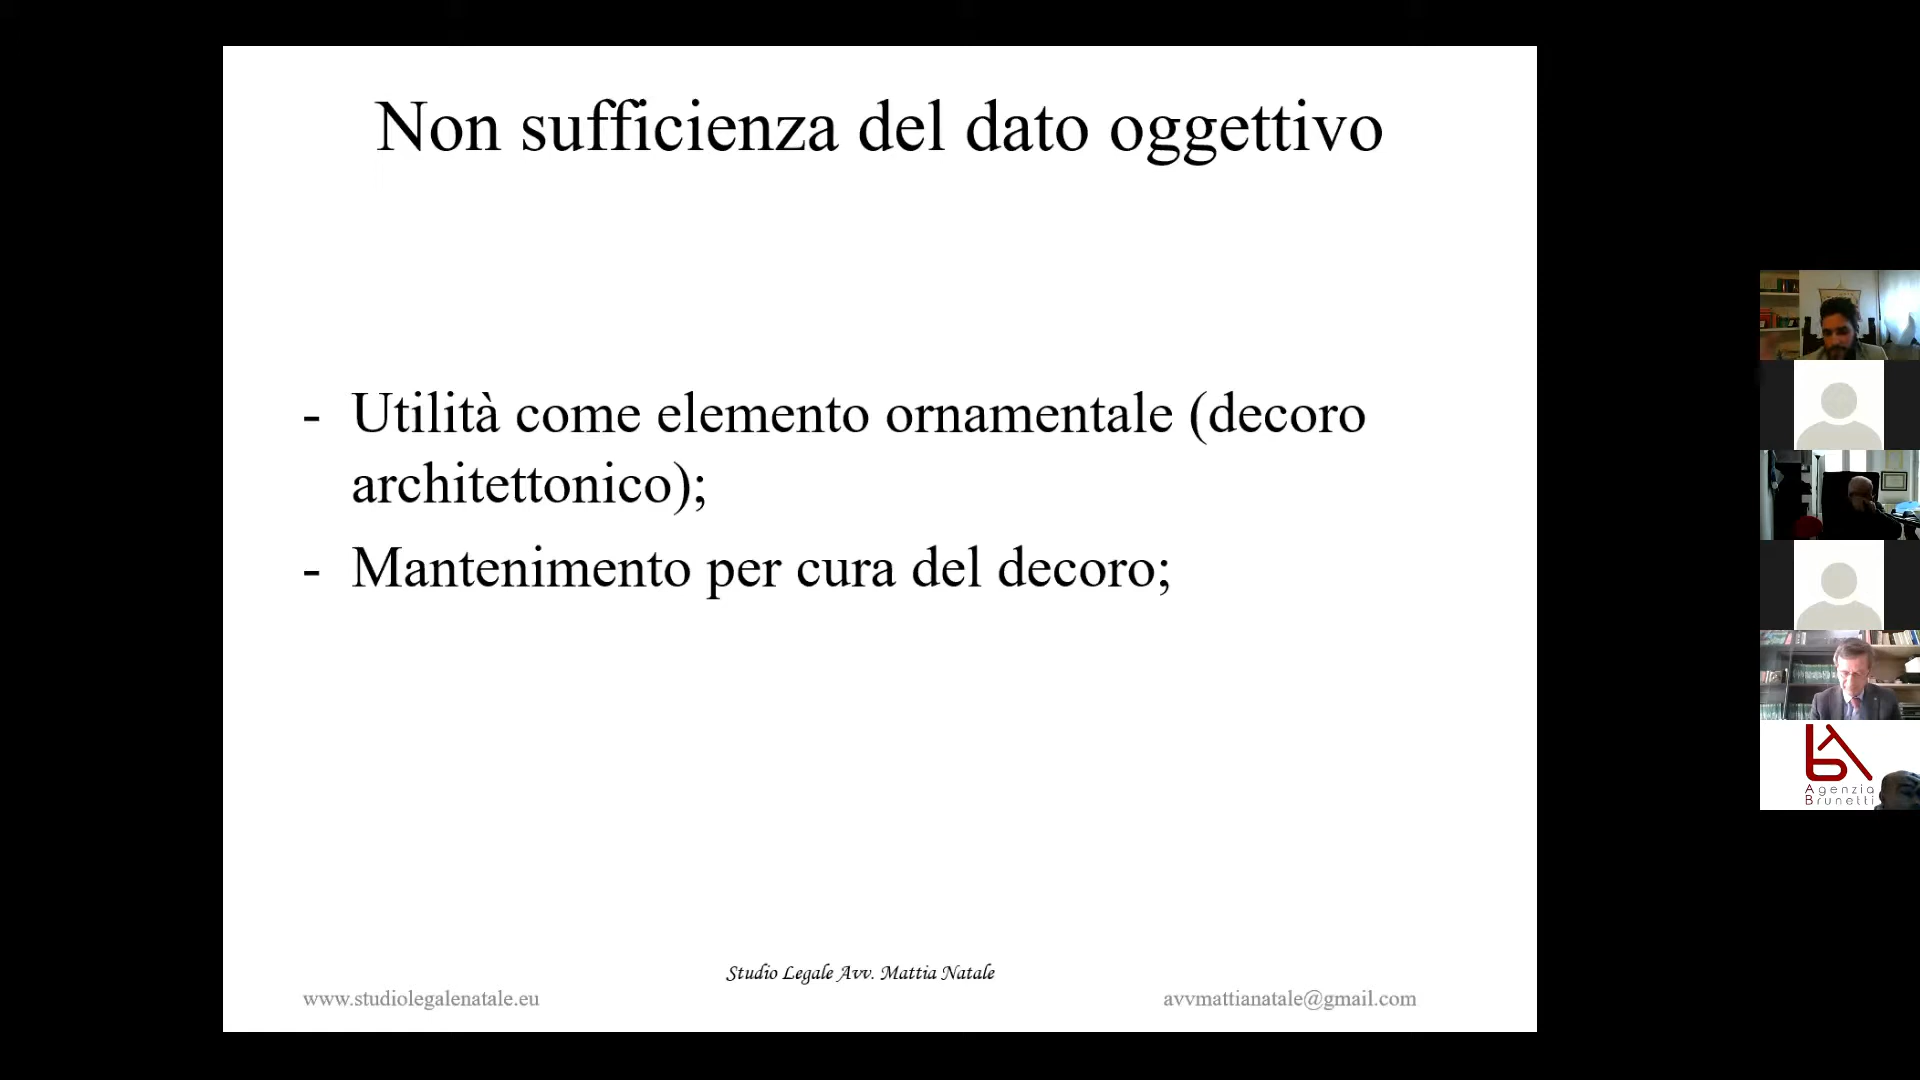 Non sufficienza del dato oggettivo
- Utilità come elemento ornamentale (decoro
architettonico);
- Mantenimento per cura del decoro;
Studio Legale Avv. Mattia Natale
www.studiolegalenatale.eu
avvmattianatale@gmail.com
Agenzia
Brunetti